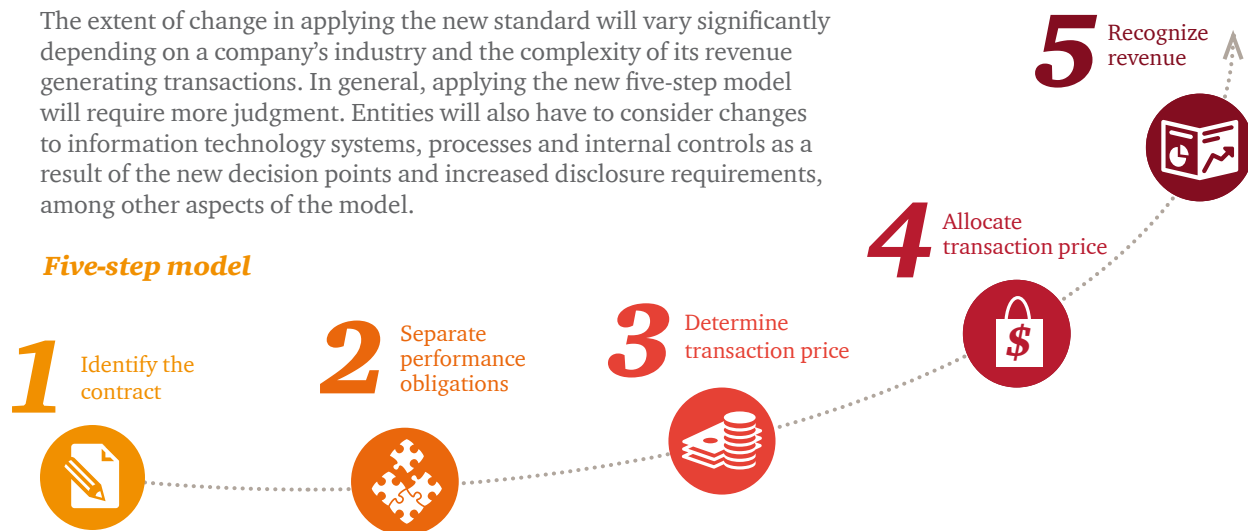 The extent of change in applying the new standard will vary significantly
depending on a company’s industry and the complexity of its revenue
generating transactions. In general, applying the new five-step model
will require more judgment. Entities will also have to consider changes
to information technology systems, processes and internal controls as a
result of the new decision points and increased disclosure requirements,
among other aspects of the model.
Five-step model
1 Identify the
contract
2 Separate
performance
obligations
3 Determine
transaction price
4 Allocate
transaction price
$
5 Recognize
revenue